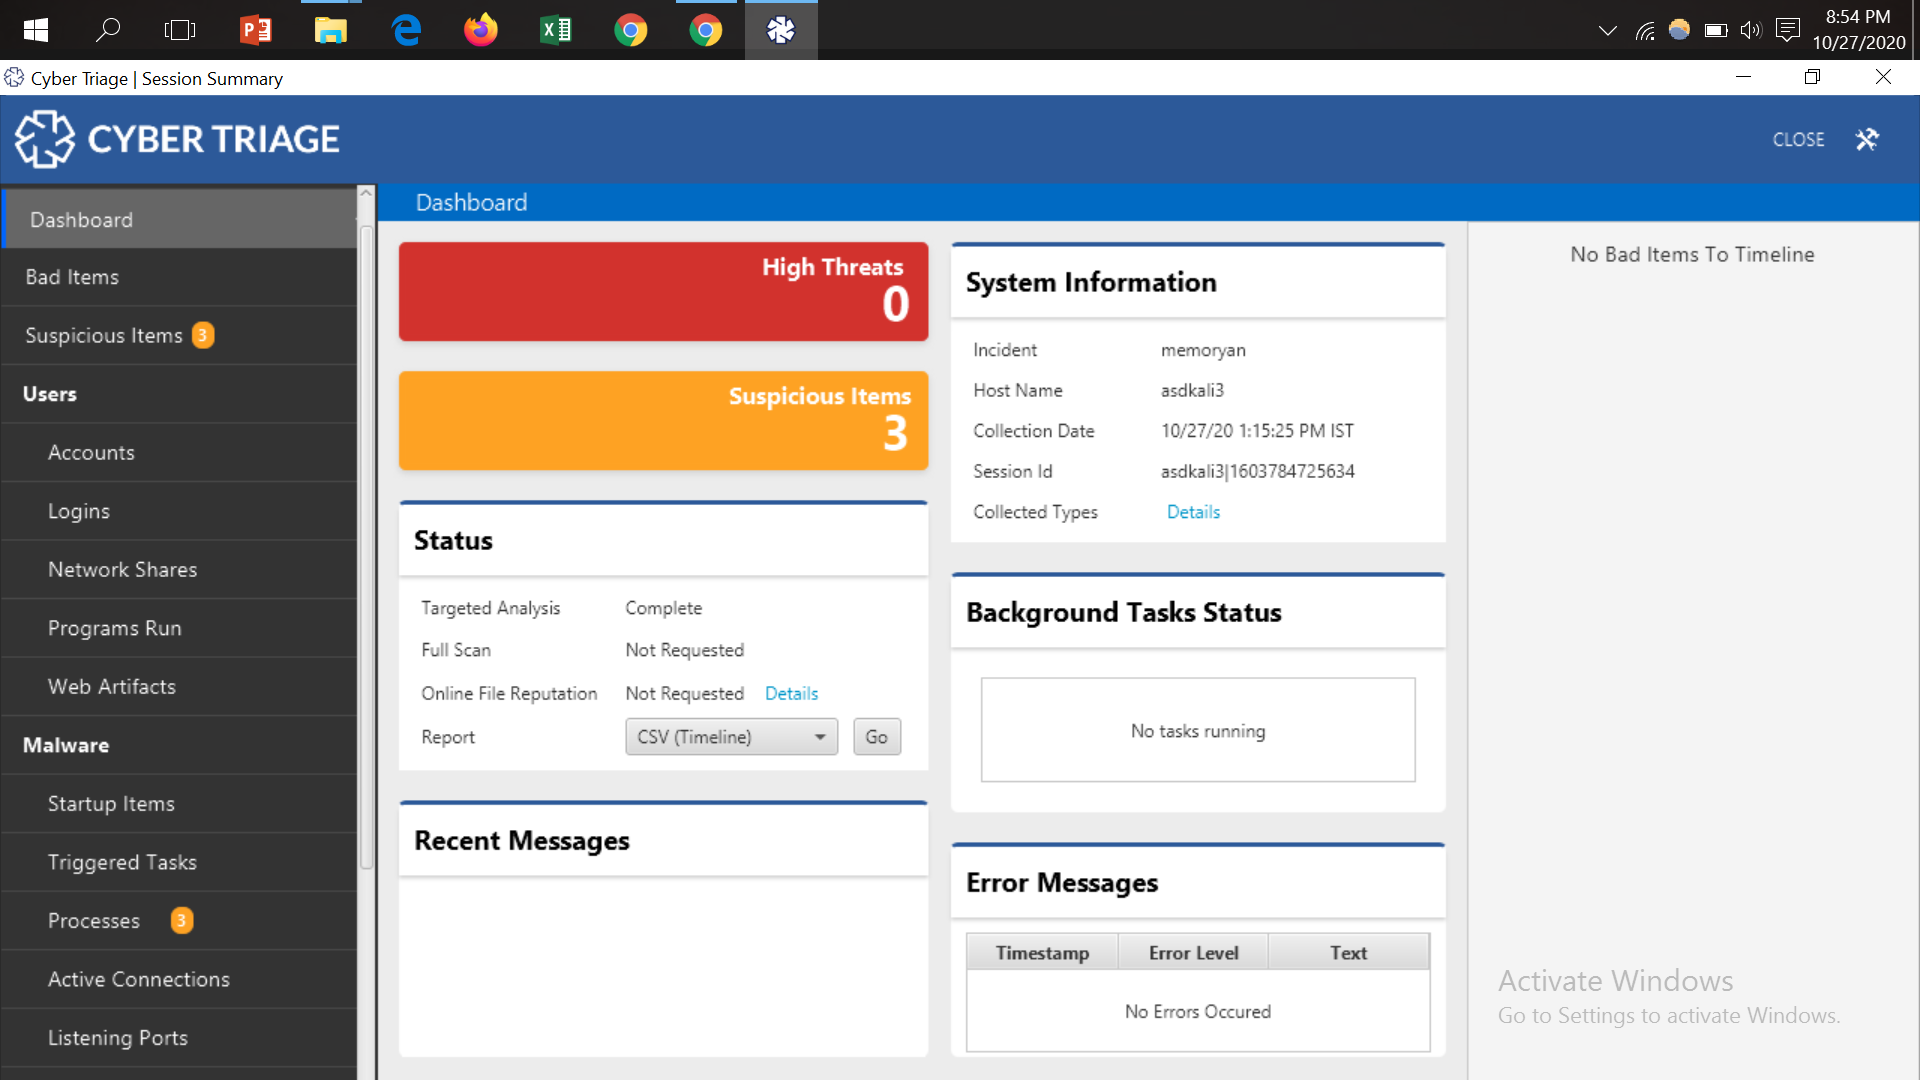 8:54 PM
10/27/2020
Cyber Triage | Session Summary
CYBER TRIAGE
CLOSE
Dashboard
Bad Items
Suspicious Items 3
Users
Accounts
Logins
Network Shares
Programs Run
Web Artifacts
Malware
Startup Items
Triggered Tasks
Processes 3
Active Connections
Listening Ports
Dashboard
High Threats
0
Suspicious Items
3
Status
Targeted Analysis Complete
Full Scan Not Requested
Online File Reputation Not Requested Details
Report CSV (Timeline) Go
Recent Messages
System Information
Incident memoryan
Host Name asdkali3
Collection Date 10/27/20 1:15:25 PM IST
Session Id asdkali3|1603784725634
Collected Types Details
Background Tasks Status
No tasks running
Error Messages
Timestamp Error Level Text
No Errors Occured
No Bad Items To Timeline
Activate Windows
Go to Settings to activate Windows.